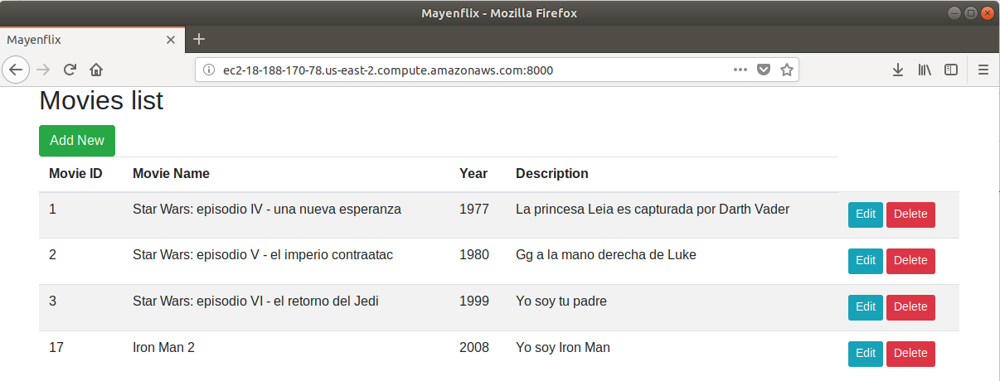 Mayenflix - Mozilla Firefox
Mayenflix
ec2-18-188-170-78.us-east-2.compute.amazonaws.com:8000
Movies list
Add New
Movie ID Movie Name Year Description
1 Star Wars: episodio IV - una nueva esperanza 1977 La princesa Leia es capturada por Darth Vader Edit Delete
2 Star Wars: episodio V - el imperio contraatac 1980 Gg a la mano derecha de Luke Edit Delete
3 Star Wars: episodio VI - el retorno del Jedi 1999 Yo soy tu padre Edit Delete
17 Iron Man 2 2008 Yo soy Iron Man Edit Delete